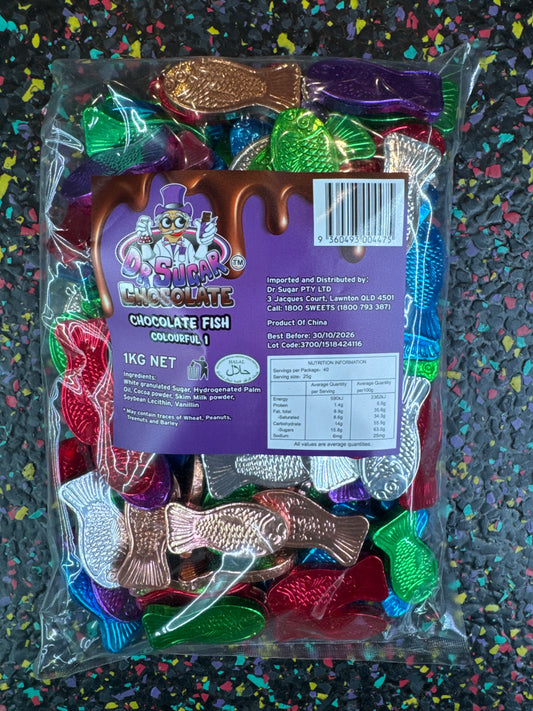 DR SUGAR
CHOCOLATE
TM
CHOCOLATE FISH
COLOURFUL 1
1KG NET
HALAL
حلال
Ingredients:
White granulated Sugar, Hydrogenated Palm
Oil, Cocoa powder, Skim Milk powder,
Soybean Lecithin, Vanillin
* May contain traces of Wheat, Peanuts,
Treenuts and Barley
9 360493 004475
Imported and Distributed by:
Dr Sugar PTY LTD
3 Jacques Court, Lawnton QLD 4501
Call: 1800 SWEETS (1800 793 387)
Product Of China
Best Before: 30/10/2026
Lot Code:3700/1518424116
NUTRITION INFORMATION
Servings per Package- 40
Serving size: 25g
Average Quantity per Serving Average Quantity per100g
Energy 590kJ 2360kJ
Protein 1.4g
Fat, total 8.9g 35.6g
-Saturated 8.6g 34.3g
Carbohydrate 14g 55.9g
-Sugars 15.8g 63.0g
Sodium 6mg 25mg
All values are average quantities.